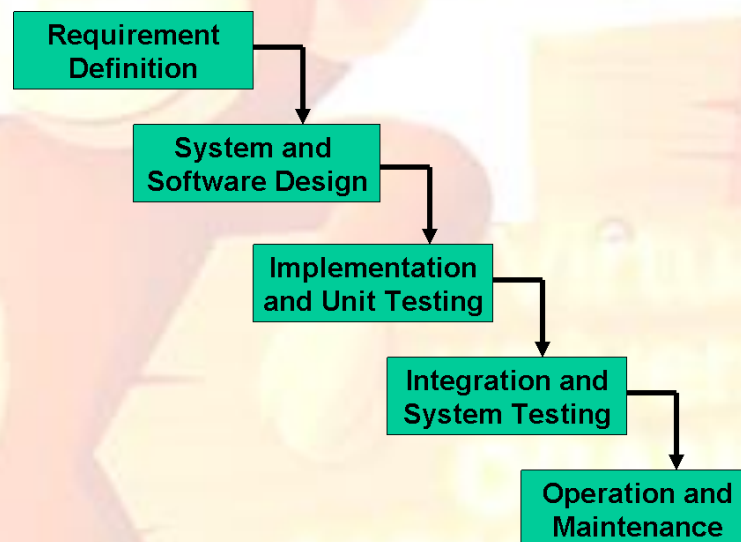 Requirement
Definition
System and
Software Design
Implementation
and Unit Testing
Integration and
System Testing
Operation and
Maintenance